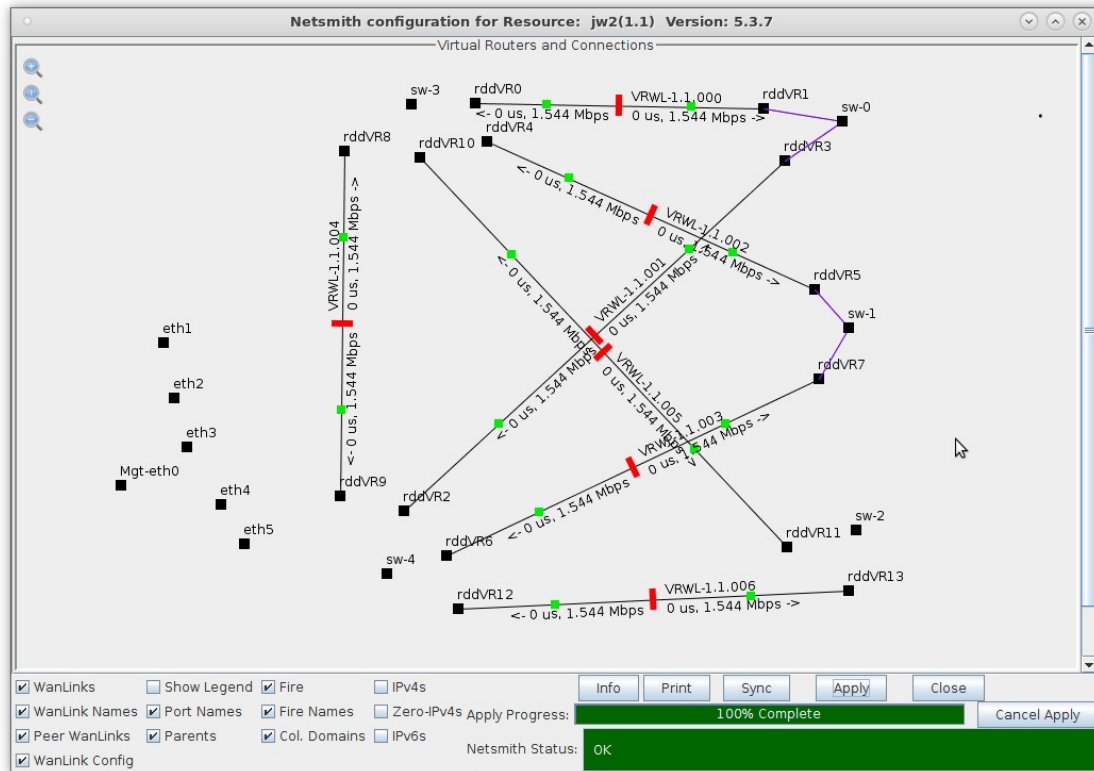 Netsmith configuration for Resource:  jw2(1.1)  Version: 5.3.7
Virtual Routers and Connections
sw-3
rddVR0
VRWL-1.1.000
rddVR1
<- 0 us, 1.544 Mbps
0 us, 1.544 Mbps ->
sw-0
rddVR8
rddVR10
rddVR4
rddVR3
<- 0 us, 1.544 Mbps
VRWL-1.1.002
0 us, 1.544 Mbps ->
VRWL-1.1.004
0 us, 1.544 Mbps ->
<- 0 us, 1.544 Mbps
VRWL-1.1.001
0 us, 1.544 Mbps ->
<- 0 us, 1.544 Mbps
rddVR5
sw-1
<- 0 us, 1.544 Mbps
VRWL-1.1.005
0 us, 1.544 Mbps ->
eth1
eth2
eth3
Mgt-eth0
eth4
eth5
rddVR7
VRWL-1.1.003
0 us, 1.544 Mbps ->
<- 0 us, 1.544 Mbps
rddVR9
rddVR2
rddVR6
rddVR11
sw-2
sw-4
rddVR12
VRWL-1.1.006
rddVR13
<- 0 us, 1.544 Mbps
0 us, 1.544 Mbps ->
WanLinks
Show Legend
Fire
IPv4s
Info
Print
Sync
Apply
Close
WanLink Names
Port Names
Fire Names
Zero-IPv4s
Apply Progress:
100% Complete
Cancel Apply
Peer WanLinks
Parents
Col. Domains
IPv6s
Netsmith Status:
OK
WanLink Config